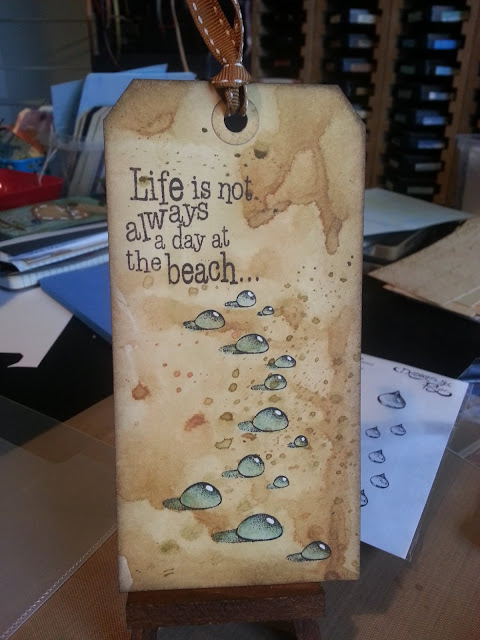 Life is not
always
a day at
the beach...